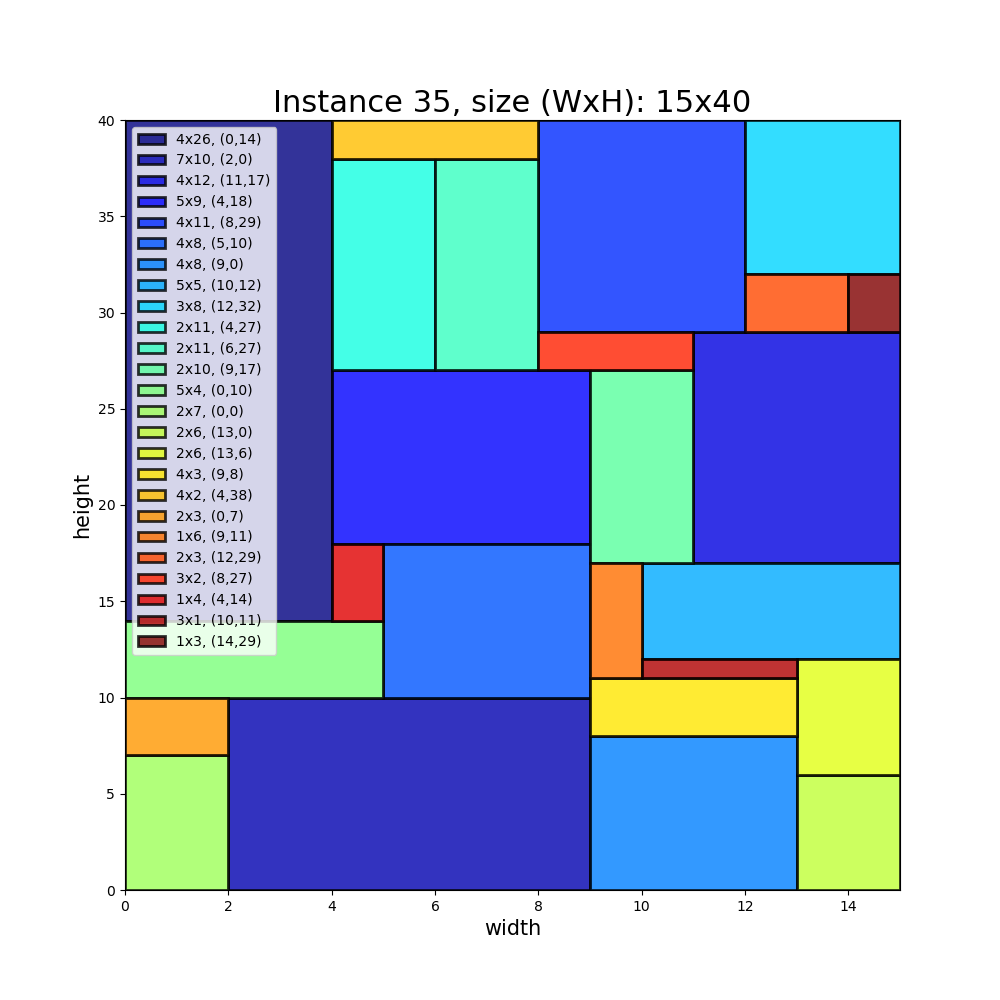 Instance 35, size (WxH): 15x40
40
35
30
25
20
15
10
5
0
height
4x26, (0,14)
7x10, (2,0)
4x12, (11,17)
5x9, (4,18)
4x11, (8,29)
4x8, (5,10)
4x8, (9,0)
5x5, (10,12)
3x8, (12,32)
2x11, (4,27)
2x11, (6,27)
2x10, (9,17)
5x4, (0,10)
2x7, (0,0)
2x6, (13,0)
2x6, (13,6)
4x3, (9,8)
4x2, (4,38)
2x3, (0,7)
1x6, (9,11)
2x3, (12,29)
3x2, (8,27)
1x4, (4,14)
3x1, (10,11)
1x3, (14,29)
0 2 4 6 8 10 12 14
width